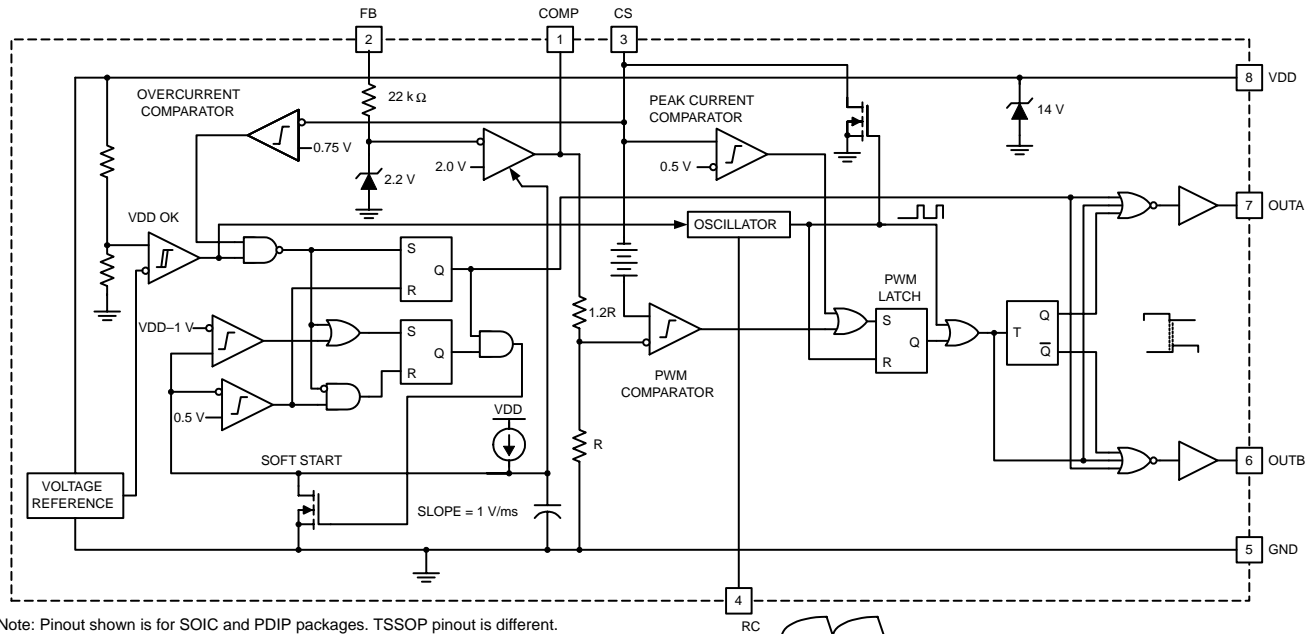 FB
COMP
CS
2
1
3
OVERCURRENT
COMPARATOR
22 kΩ
PEAK CURRENT
COMPARATOR
8
VDD
14 V
0.75 V
2.0 V
0.5 V
2.2 V
VDD OK
OSCILLATOR
7
OUTA
S
Q
R
PWM
LATCH
VDD–1 V
1.2R
S
Q
R
S
Q
R
T
Q
Q̅
PWM
COMPARATOR
0.5 V
VDD
R
SOFT START
6
OUTB
VOLTAGE
REFERENCE
SLOPE = 1 V/ms
5
GND
4
Note: Pinout shown is for SOIC and PDIP packages. TSSOP pinout is different.
RC